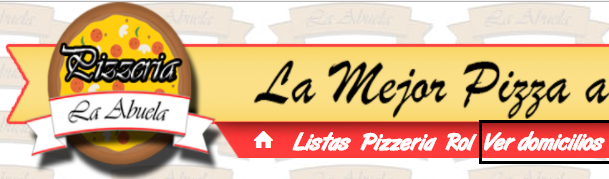 Pizzeria
La Abuela
La Mejor Pizza a
Listas Pizzeria Rol Ver domicilios